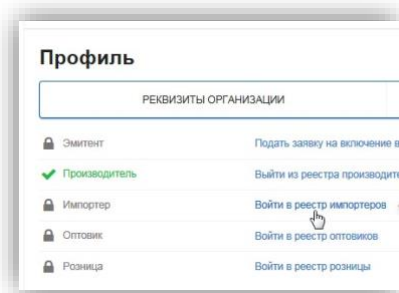 Профиль
РЕКВИЗИТЫ ОРГАНИЗАЦИИ
Эмитент Подать заявку на включение в
Производитель Выйти из реестра
Импортер Войти в реестр импортеров
Оптовик Войти в реестр оптовиков
Розница Войти в реестр розницы